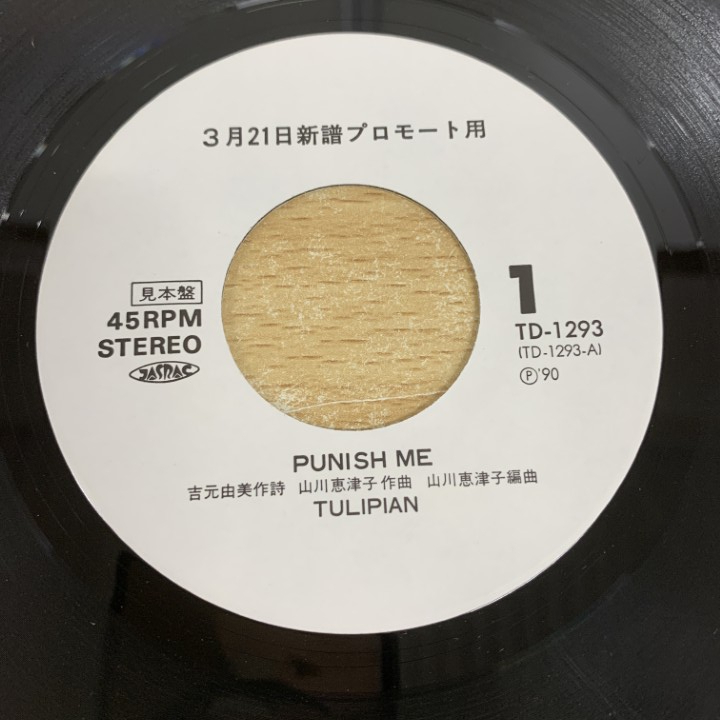 3月21日新譜プロモート用
見本盤
45RPM
STEREO
JASRAC
1
TD-1293
(TD-1293-A)
Ⓟ'90
PUNISH ME
吉元由美作詩 山川恵津子作曲 山川恵津子編曲
TULIPIAN